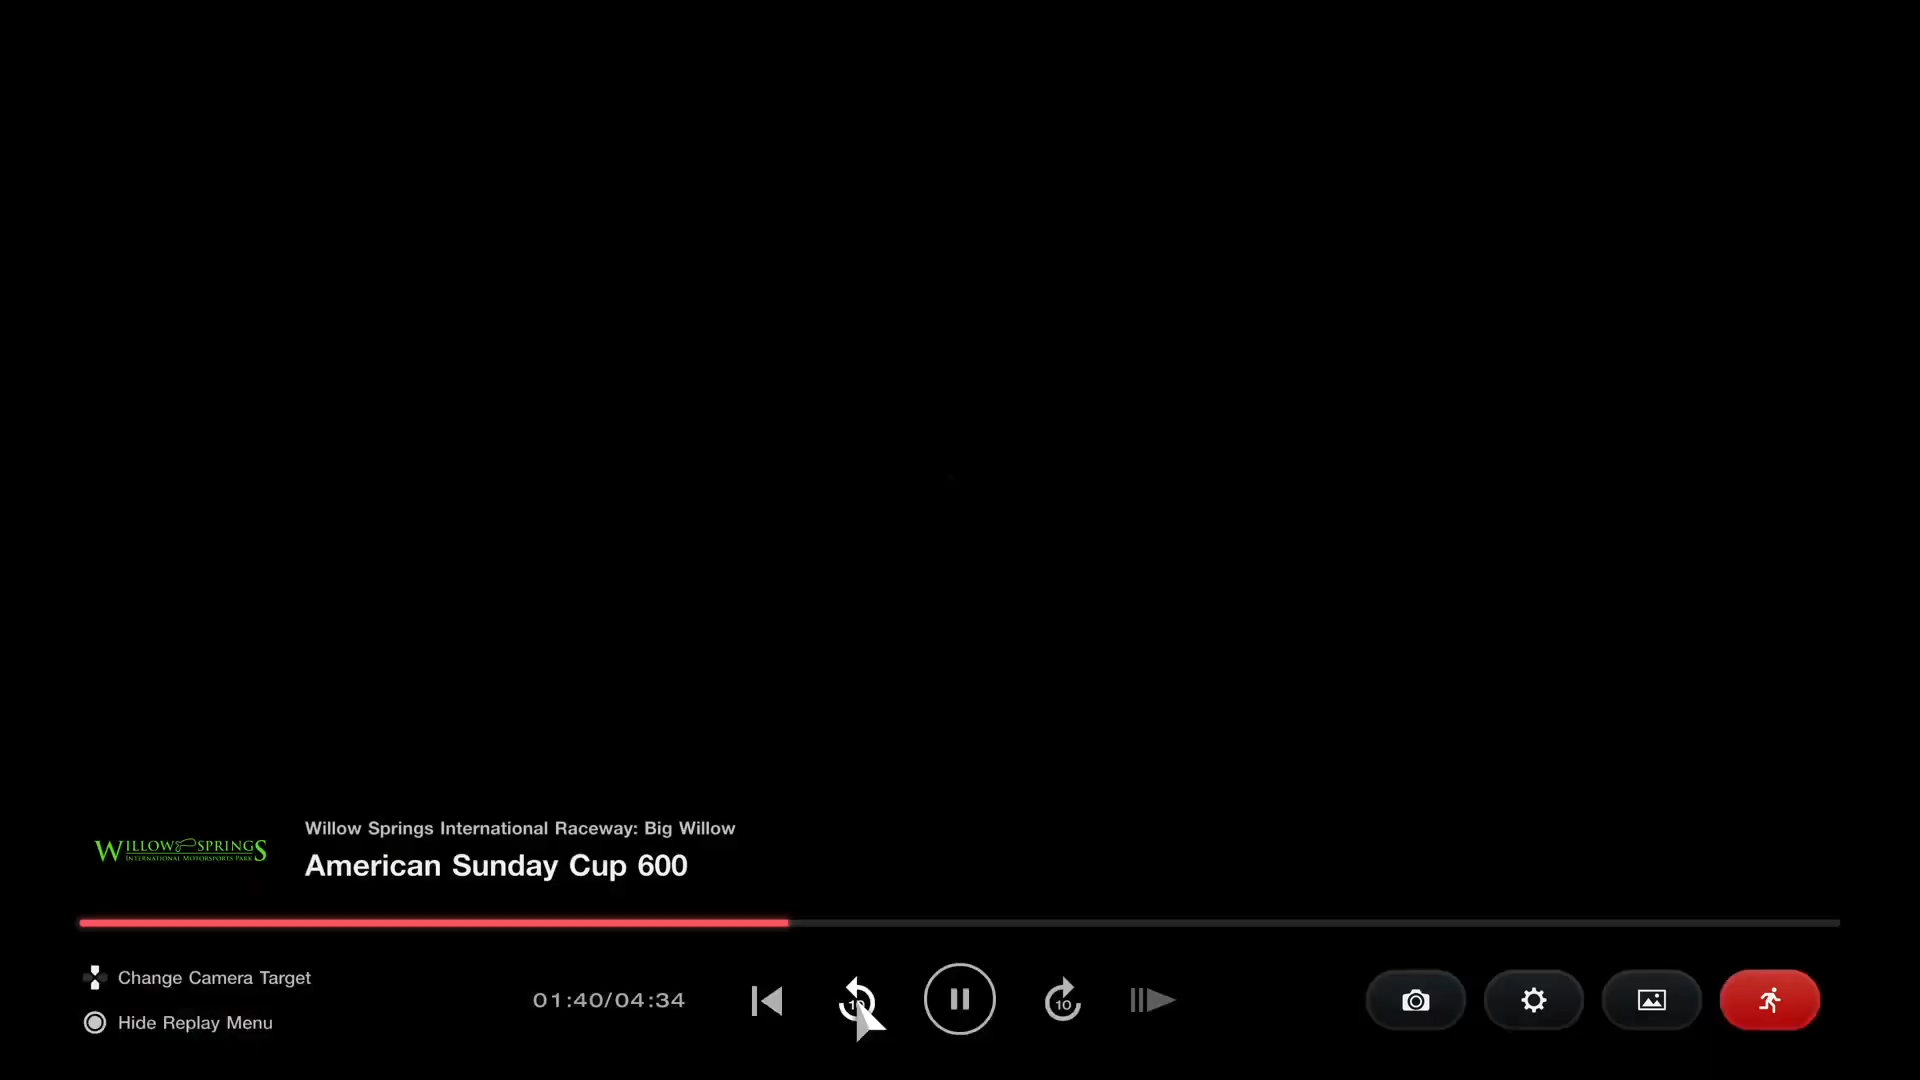 WILLOW SPRINGS
INTERNATIONAL MOTORSPORTS PARK
Willow Springs International Raceway: Big Willow
American Sunday Cup 600
Change Camera Target
Hide Replay Menu
01:40/04:34
10
10